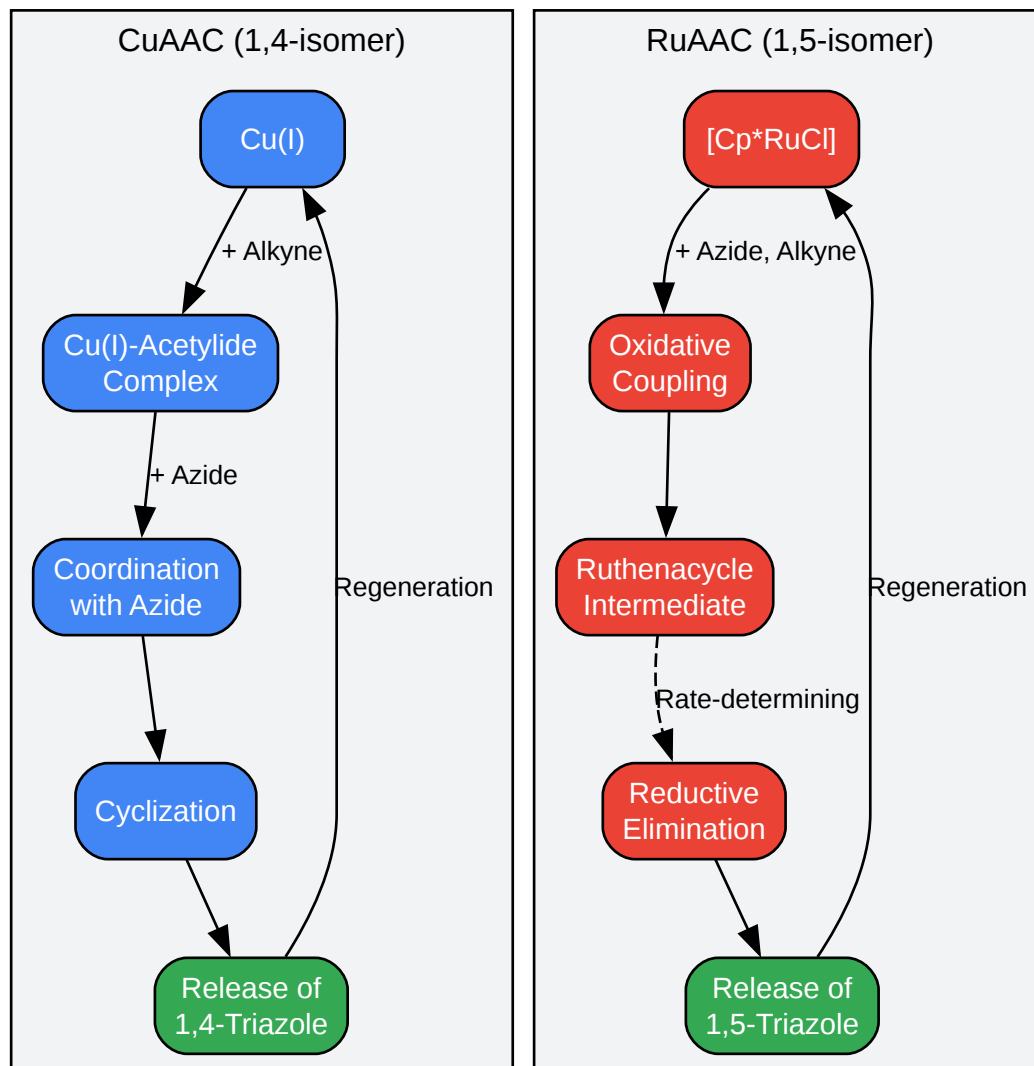 CuAAC (1,4-isomer)
Cu(I)
+ Alkyne
Cu(I)-Acetylide
Complex
+ Azide
Coordination
with Azide
Regeneration
Cyclization
Release of
1,4-Triazole
RuAAC (1,5-isomer)
[Cp*RuCl]
+ Azide, Alkyne
Oxidative
Coupling
Ruthenacycle
Intermediate
Regeneration
Rate-determining
Reductive
Elimination
Release of
1,5-Triazole